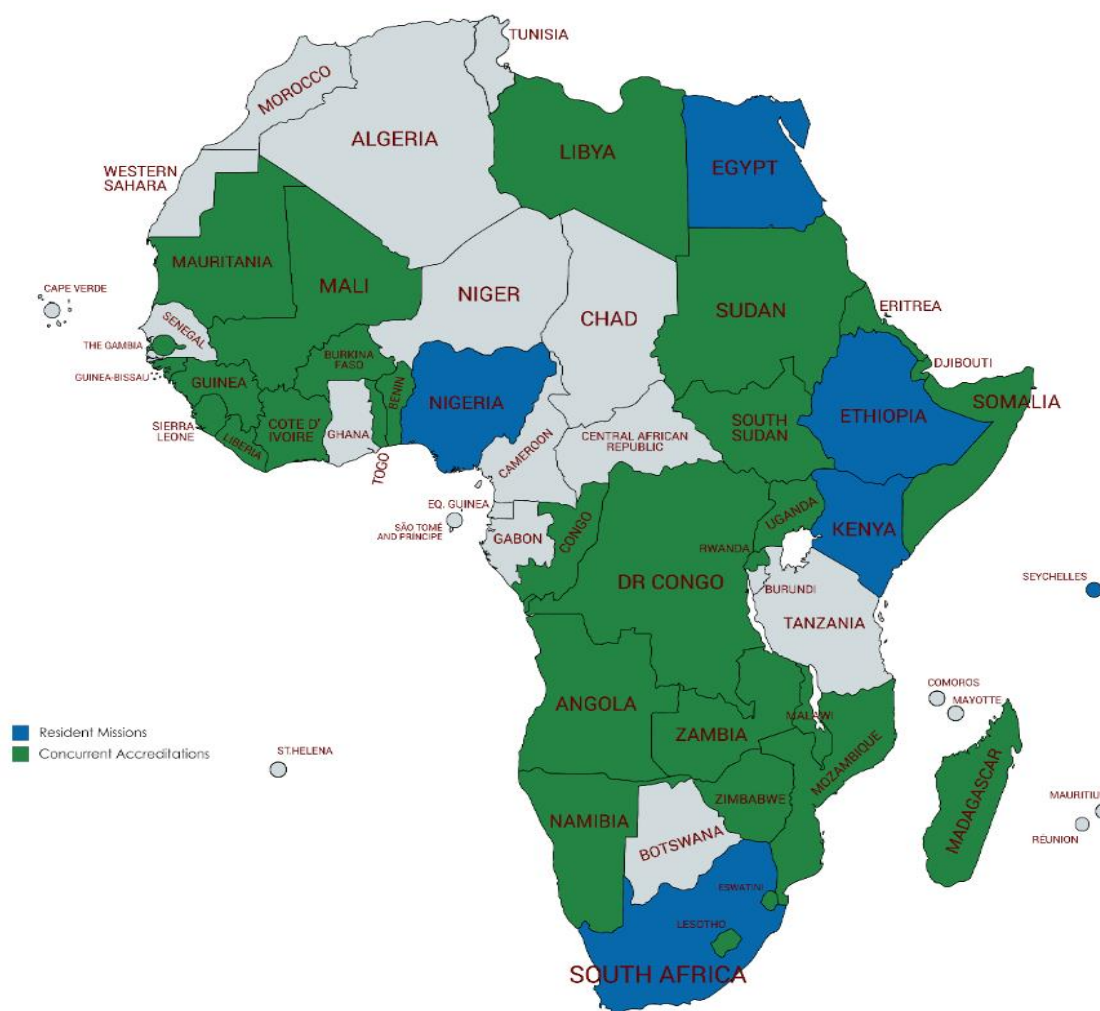 TUNISIA
MOROCCO
ALGERIA
LIBYA
EGYPT
WESTERN
SAHARA
MAURITANIA
MALI
NIGER
CHAD
SUDAN
ERITREA
CAPE VERDE
SENEGAL
THE GAMBIA
BURKINA
FASO
DJIBOUTI
GUINEA-BISSAU
GUINEA
BENIN
NIGERIA
ETHIOPIA
SOMALIA
SIERRA
LEONE
LIBERIA
COTE D'
IVOIRE
GHANA
TOGO
CAMEROON
CENTRAL AFRICAN
REPUBLIC
SOUTH
SUDAN
EQ. GUINEA
SÃO TOMÉ
AND PRINCIPE
GABON
CONGO
UGANDA
KENYA
RWANDA
DR CONGO
BURUNDI
TANZANIA
SEYCHELLES
COMOROS
MAYOTTE
ANGOLA
ZAMBIA
MALAWI
MOZAMBIQUE
MADAGASCAR
Resident Missions
Concurrent Accreditations
ST.HELENA
NAMIBIA
ZIMBABWE
BOTSWANA
MAURITIU
RÉUNION
ESWATINI
LESOTHO
SOUTH AFRICA